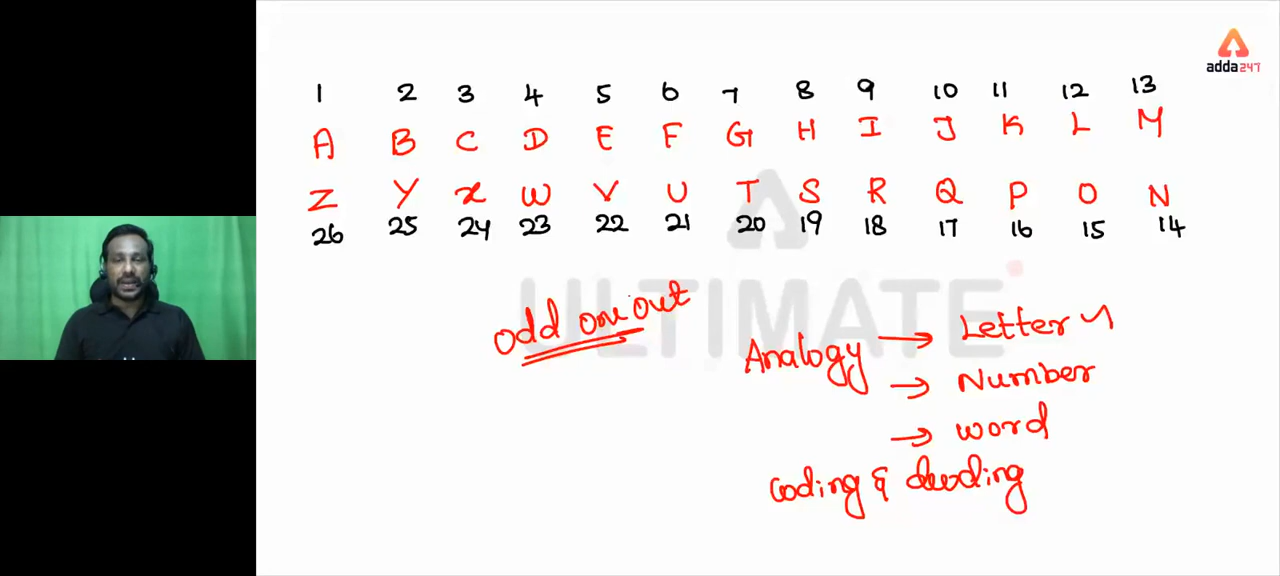 1 2 3 4 5 6 7 8 9 10 11 12 13
A B C D E F G H I J K L M
Z Y X W V U T S R Q P O N
26 25 24 23 22 21 20 19 18 17 16 15 14
adda247
ULTIMATE
odd one out
Analogy → Letter
→ Number
→ word
coding & decoding